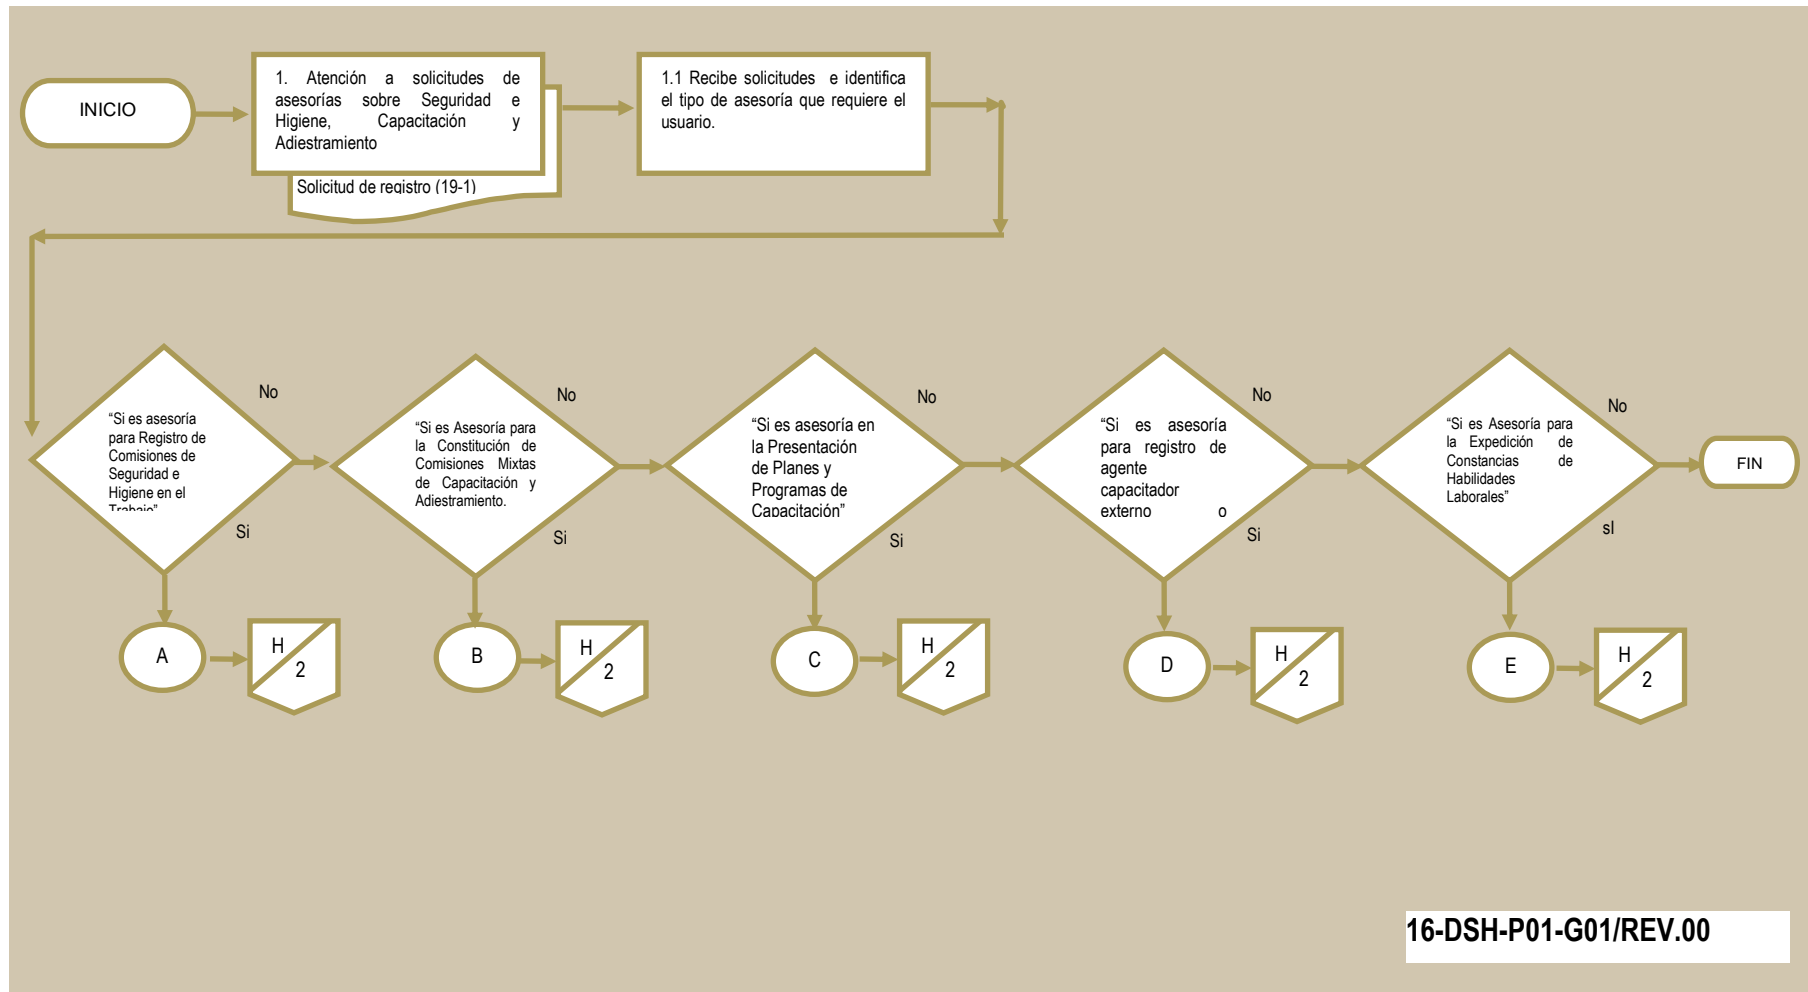 INICIO
1. Atención a solicitudes de
asesorías sobre Seguridad e
Higiene, Capacitación y
Adiestramiento
Solicitud de registro (19-1)
1.1 Recibe solicitudes e identifica
el tipo de asesoría que requiere el
usuario.
“Si es asesoría
para Registro de
Comisiones de
Seguridad e
Higiene en el
Trabajo”
No
Si
“Si es Asesoría para
la Constitución de
Comisiones Mixtas
de Capacitación y
Adiestramiento.
No
Si
“Si es asesoría en
la Presentación
de Planes y
Programas de
Capacitación”
No
Si
“Si es asesoría
para registro de
agente
capacitador
externo o
No
Si
“Si es Asesoría para
la Expedición de
Constancias de
Habilidades
Laborales”
No
sI
FIN
A
H
2
B
H
2
C
H
2
D
H
2
E
H
2
16-DSH-P01-G01/REV.00